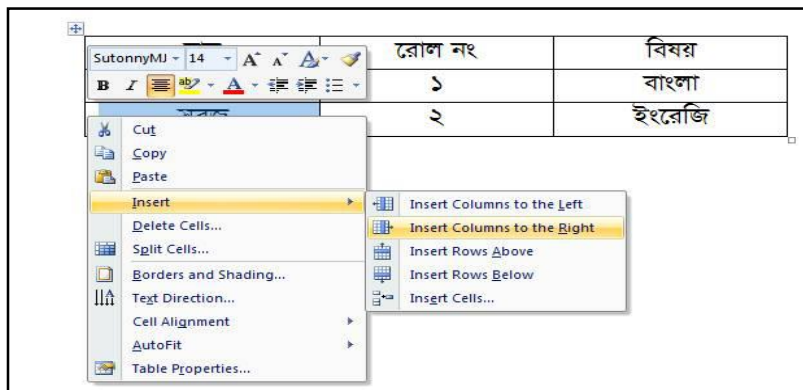 রোল নং বিষয়
SutonnyMJ 14
১ বাংলা
২ ইংরেজি
Cut
Copy
Paste
Insert
Delete Cells...
Split Cells...
Borders and Shading...
Text Direction...
Cell Alignment
AutoFit
Table Properties...
Insert Columns to the Left
Insert Columns to the Right
Insert Rows Above
Insert Rows Below
Insert Cells...